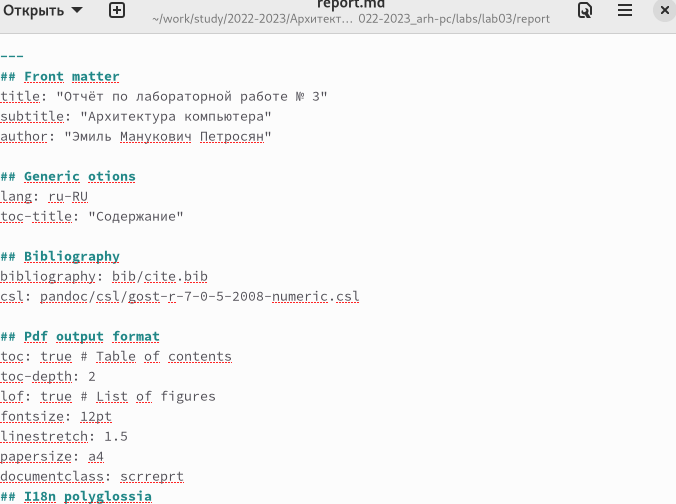 Открыть
report.md
~/work/study/2022-2023/Архитект... 022-2023_arh-pc/labs/lab03/report
---
## Front matter
title: "Отчёт по лабораторной работе № 3"
subtitle: "Архитектура компьютера"
author: "Эмиль Манукович Петросян"
## Generic otions
lang: ru-RU
toc-title: "Содержание"
## Bibliography
bibliography: bib/cite.bib
csl: pandoc/csl/gost-r-7-0-5-2008-numeric.csl
## Pdf output format
toc: true # Table of contents
toc-depth: 2
lof: true # List of figures
fontsize: 12pt
linestretch: 1.5
papersize: a4
documentclass: scrreprt
## I18n polyglossia